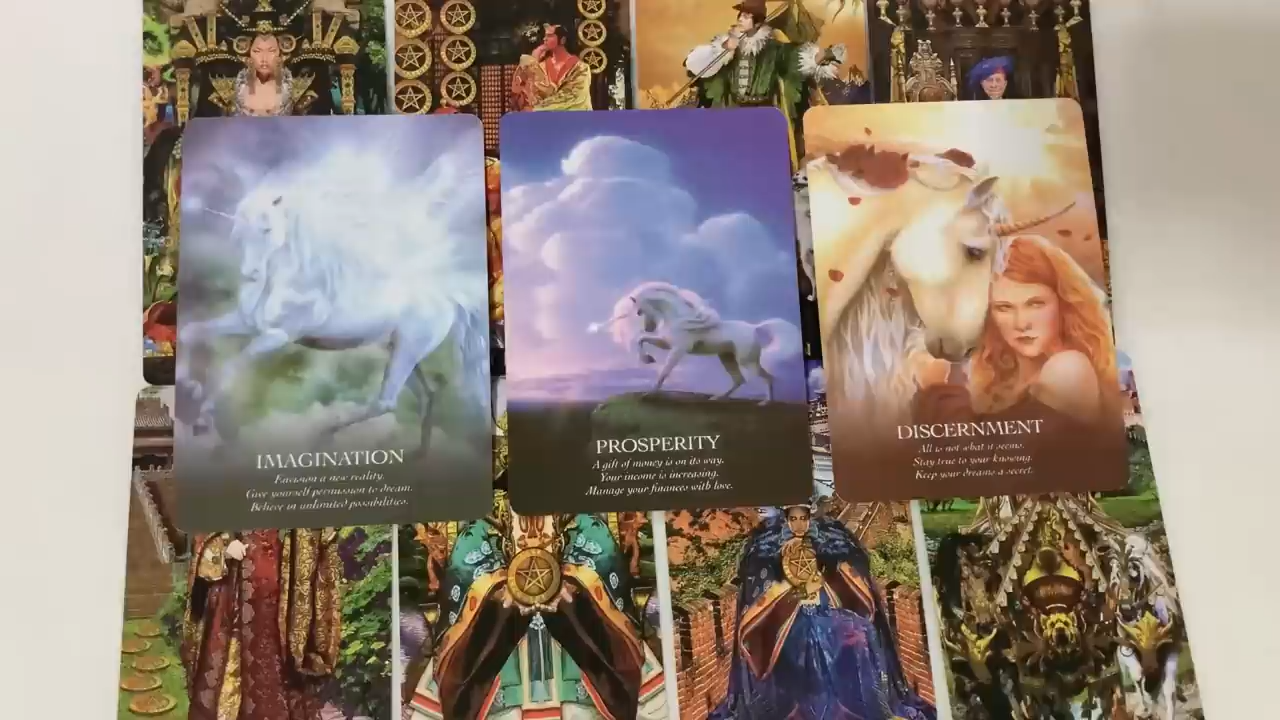 IMAGINATION
Envision a new reality.
Give yourself permission to dream.
Believe in unlimited possibilities.
PROSPERITY
A gift of money is on its way.
Your income is increasing.
Manage your finances with love.
DISCERNMENT
All is not what it seems.
Stay true to your knowing.
Keep your dreams a secret.